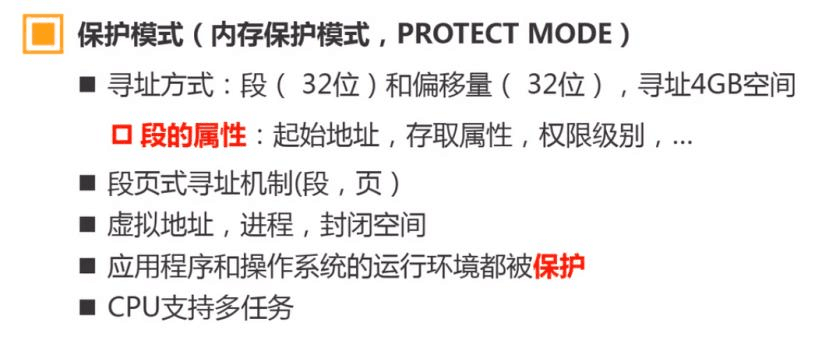 保护模式（内存保护模式，PROTECT MODE）
寻址方式：段（ 32位）和偏移量（ 32位），寻址4GB空间
段的属性：起始地址，存取属性，权限级别，...
段页式寻址机制(段，页）
虚拟地址，进程，封闭空间
应用程序和操作系统的运行环境都被保护
CPU支持多任务